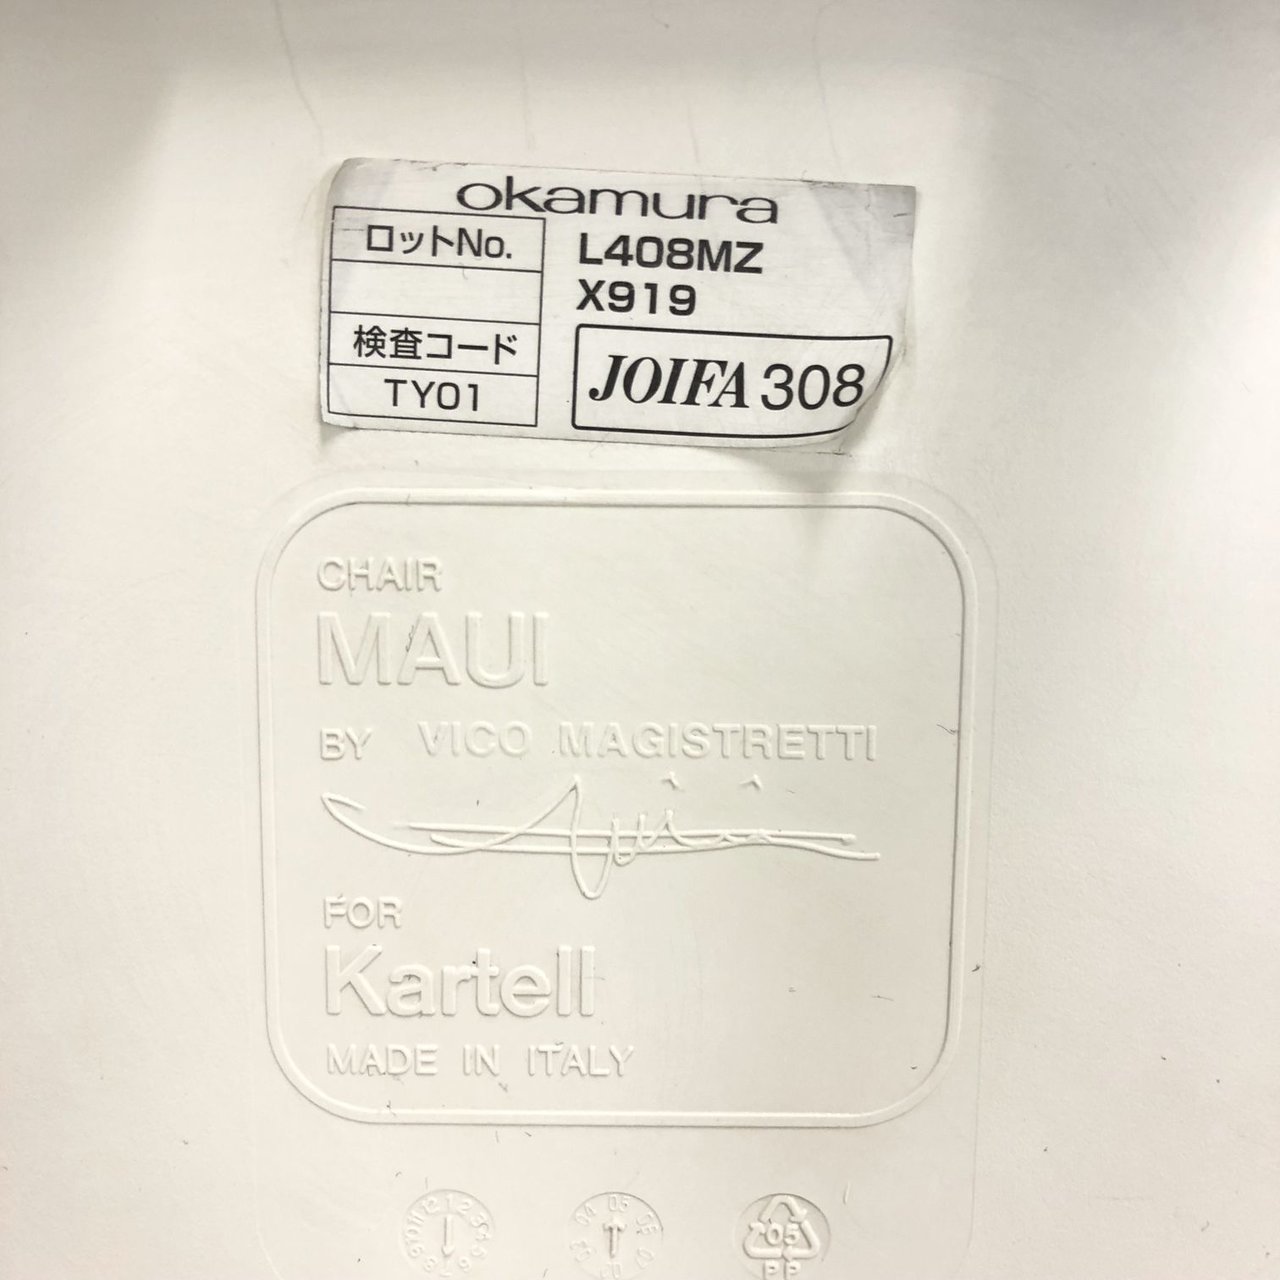 okamura
ロットNo.
L408MZ
X919
検査コード
TY01
JOIFA 308
CHAIR
MAUI
BY VICO MAGISTRETTI
FOR
Kartell
MADE IN ITALY
05
PP